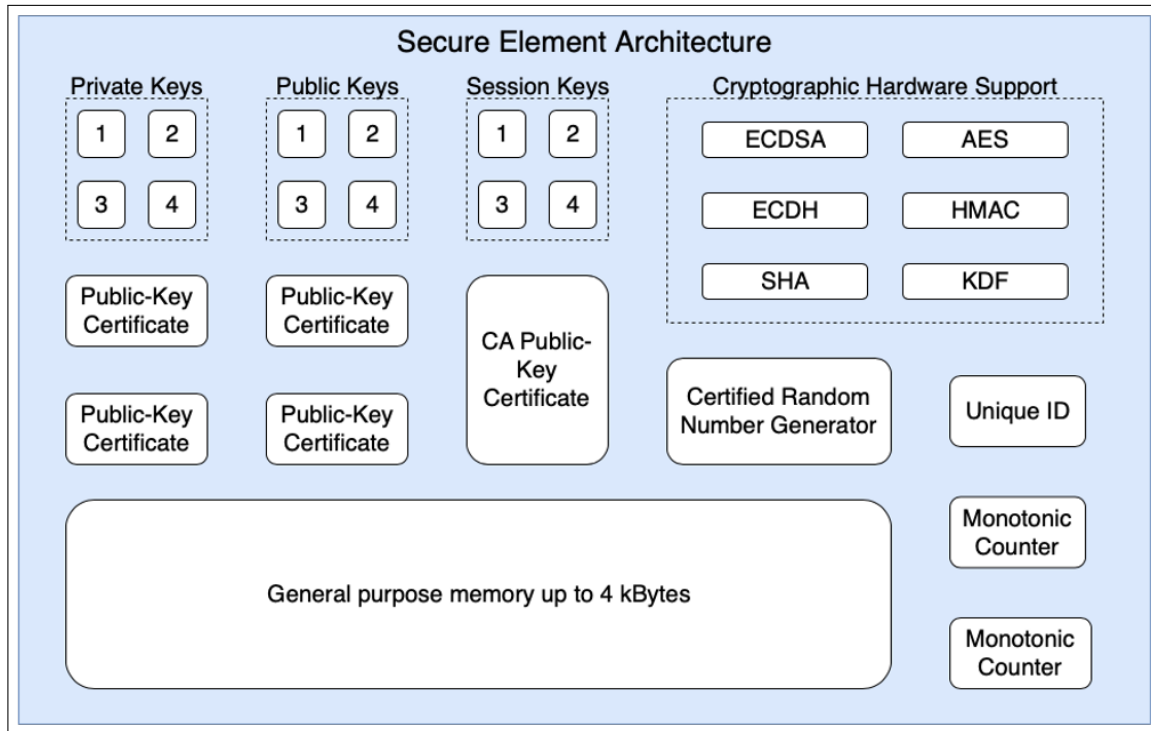 Secure Element Architecture
Private Keys
Public Keys
Session Keys
Cryptographic Hardware Support
1 2
1 2
1 2
ECDSA
AES
3 4
3 4
3 4
ECDH
HMAC
SHA
KDF
Public-Key
Certificate
Public-Key
Certificate
CA Public-
Key
Certificate
Certified Random
Number Generator
Unique ID
Public-Key
Certificate
Public-Key
Certificate
General purpose memory up to 4 kBytes
Monotonic
Counter
Monotonic
Counter